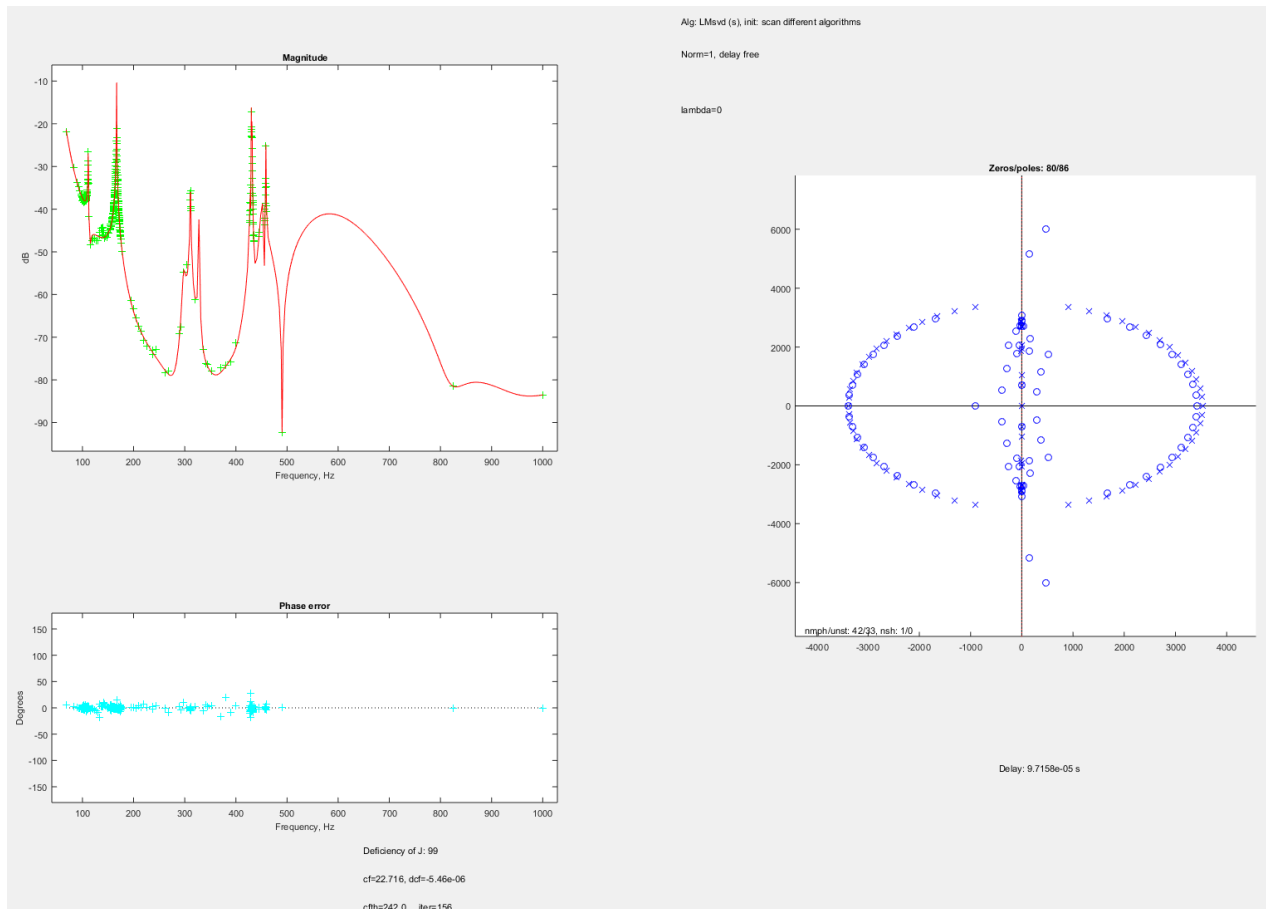 Alg: LMsvd (s), init: scan different algorithms
Norm=1, delay free
lambda=0
Magnitude
-10
-20
-30
-40
-50
-60
-70
-80
-90
dB
100 200 300 400 500 600 700 800 900 1000
Frequency, Hz
Zeros/poles: 80/86
6000
4000
2000
0
-2000
-4000
-6000
nmph/unst: 42/33, nsh: 1/0
-4000 -3000 -2000 -1000 0 1000 2000 3000 4000
Phase error
150
100
50
0
-50
-100
-150
Degrees
100 200 300 400 500 600 700 800 900 1000
Frequency, Hz
Delay: 9.7158e-05 s
Deficiency of J: 99
cf=22.716, dcf=-5.46e-06
cfth=242.0, iter=156